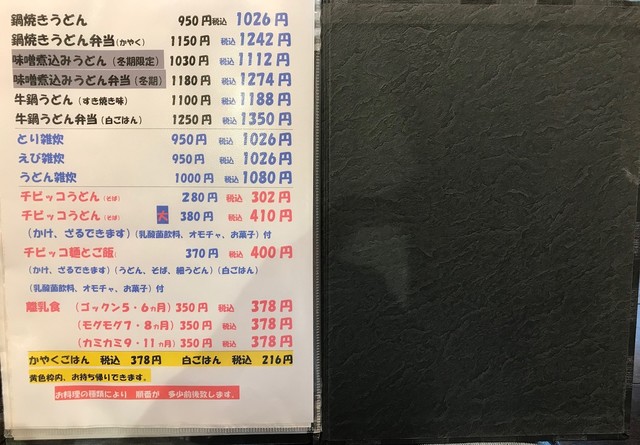 鍋焼きうどん 950円 税込 1026円
鍋焼きうどん弁当(かやく) 1150円 税込 1242円
味噌煮込みうどん(冬期限定) 1030円 税込 1112円
味噌煮込みうどん弁当(冬期) 1180円 税込 1274円
牛鍋うどん(すき焼き味) 1100円 税込 1188円
牛鍋うどん弁当(白ごはん) 1250円 税込 1350円
とり雑炊 950円 税込 1026円
えび雑炊 950円 税込 1026円
うどん雑炊 1000円 税込 1080円
チビッコうどん(そば) 280円 税込 302円
チビッコうどん(そば) 大 380円 税込 410円
(かけ、ざるできます)(乳酸菌飲料、オモチャ、お菓子)付
チビッコ麺とご飯 370円 税込 400円
(かけ、ざるできます)(うどん、そば、細うどん)(白ごはん)
(乳酸菌飲料、オモチャ、お菓子)付
離乳食 (ゴックン5・6ヵ月)350円 税込 378円
(モグモグ7・8ヵ月)350円 税込 378円
(カミカミ9・11ヵ月)350円 税込 378円
かやくごはん 税込 378円 白ごはん 税込 216円
黄色枠内、お持ち帰りできます。
お料理の種類により 順番が 多少前後致します。